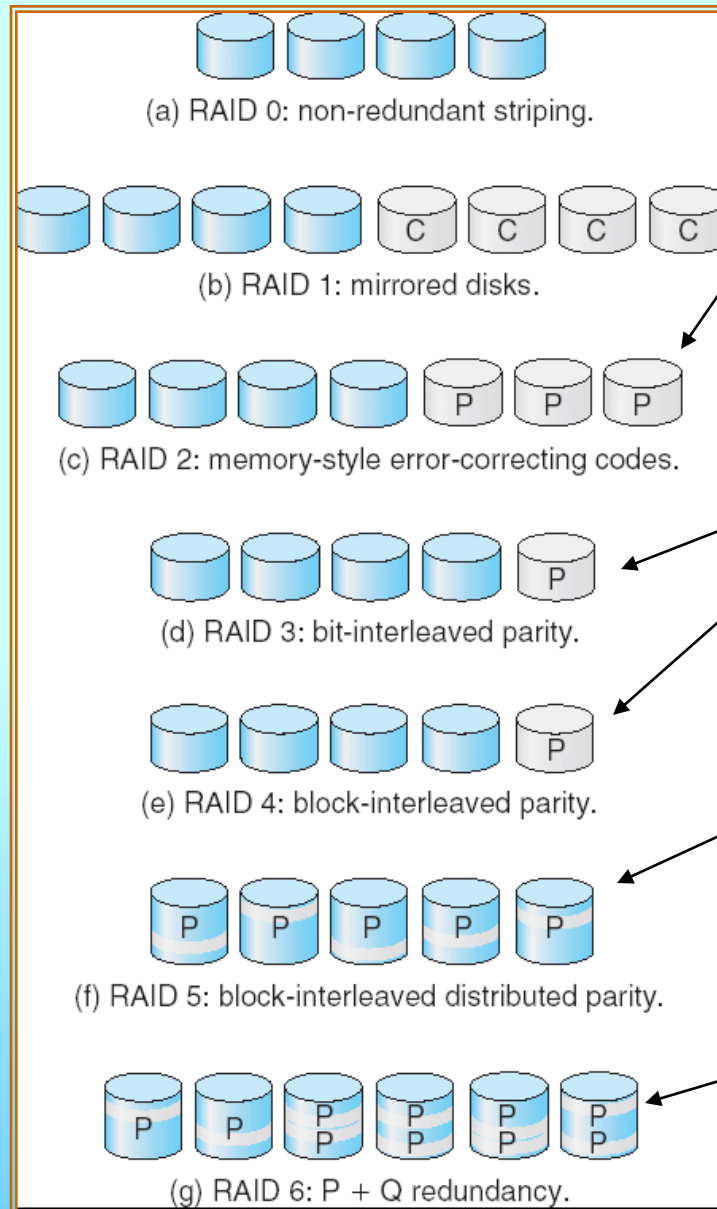 (a) RAID 0: non-redundant striping.
C C C C
(b) RAID 1: mirrored disks.
P P P
(c) RAID 2: memory-style error-correcting codes.
P
(d) RAID 3: bit-interleaved parity.
P
(e) RAID 4: block-interleaved parity.
P P P P P
(f) RAID 5: block-interleaved distributed parity.
P P P P P P
P P P P
(g) RAID 6: P + Q redundancy.